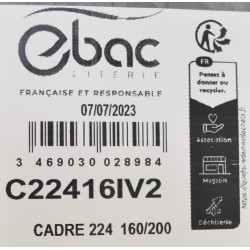 ebac
LITERIE
FRANÇAISE ET RESPONSABLE
07/07/2023
3 469030 028984
C22416IV2
CADRE 224 160/200
FR
Pensez à
donner ou
recycler.
Association
Magasin
Déchèterie